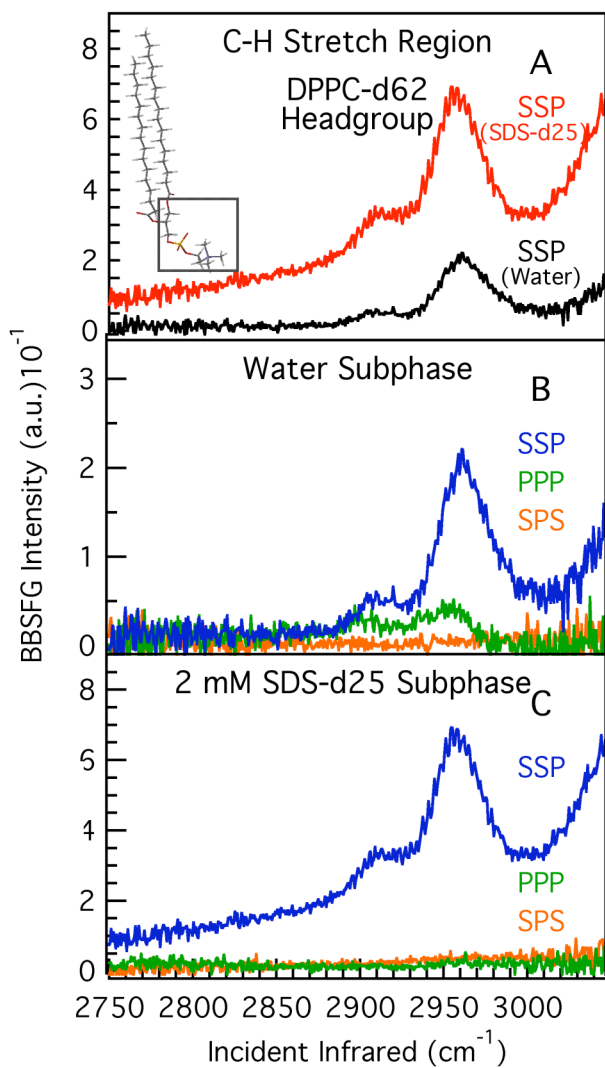 C-H Stretch Region
A
DPPC-d62
Headgroup
SSP
(SDS-d25)
SSP
(Water)
8
6
4
2
0
Water Subphase
B
SSP
PPP
SPS
3
2
1
0
BBSFG Intensity (a.u.)10⁻¹
2 mM SDS-d25 Subphase
C
SSP
PPP
SPS
6
4
2
0
2750 2800 2850 2900 2950 3000
Incident Infrared (cm⁻¹)